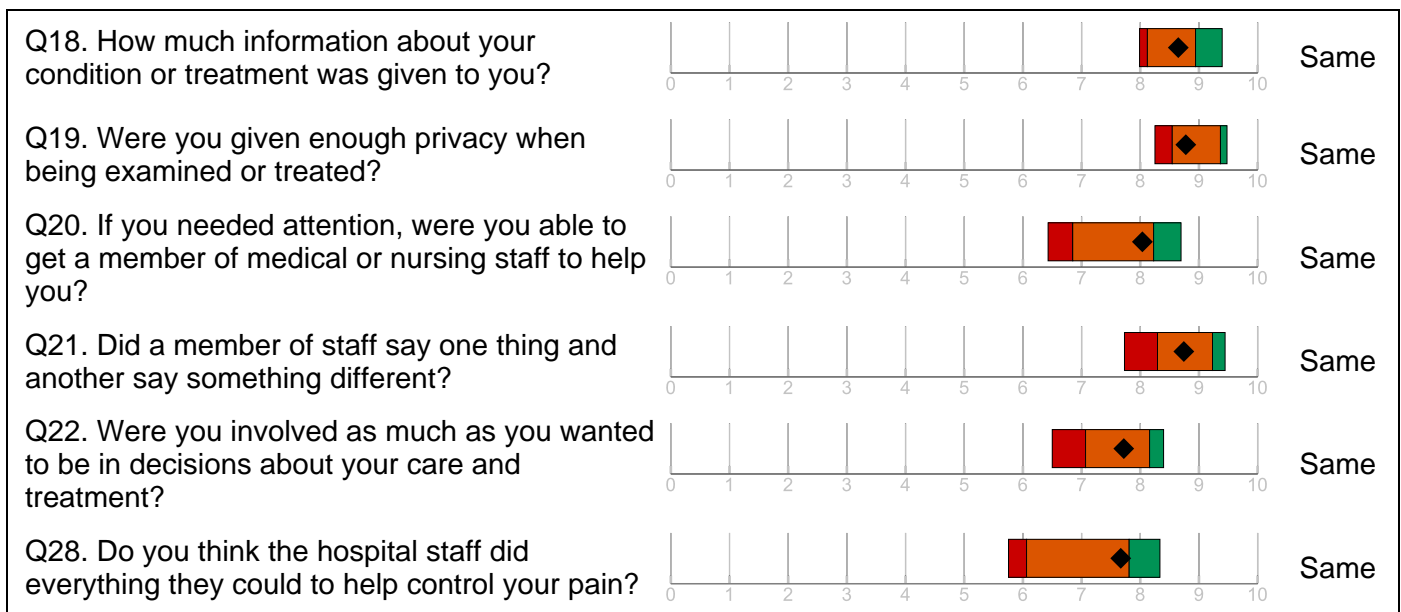 Q18. How much information about your
condition or treatment was given to you?
0 1 2 3 4 5 6 7 8 9 10
Same
Q19. Were you given enough privacy when
being examined or treated?
0 1 2 3 4 5 6 7 8 9 10
Same
Q20. If you needed attention, were you able to
get a member of medical or nursing staff to help
you?
0 1 2 3 4 5 6 7 8 9 10
Same
Q21. Did a member of staff say one thing and
another say something different?
0 1 2 3 4 5 6 7 8 9 10
Same
Q22. Were you involved as much as you wanted
to be in decisions about your care and
treatment?
0 1 2 3 4 5 6 7 8 9 10
Same
Q28. Do you think the hospital staff did
everything they could to help control your pain?
0 1 2 3 4 5 6 7 8 9 10
Same